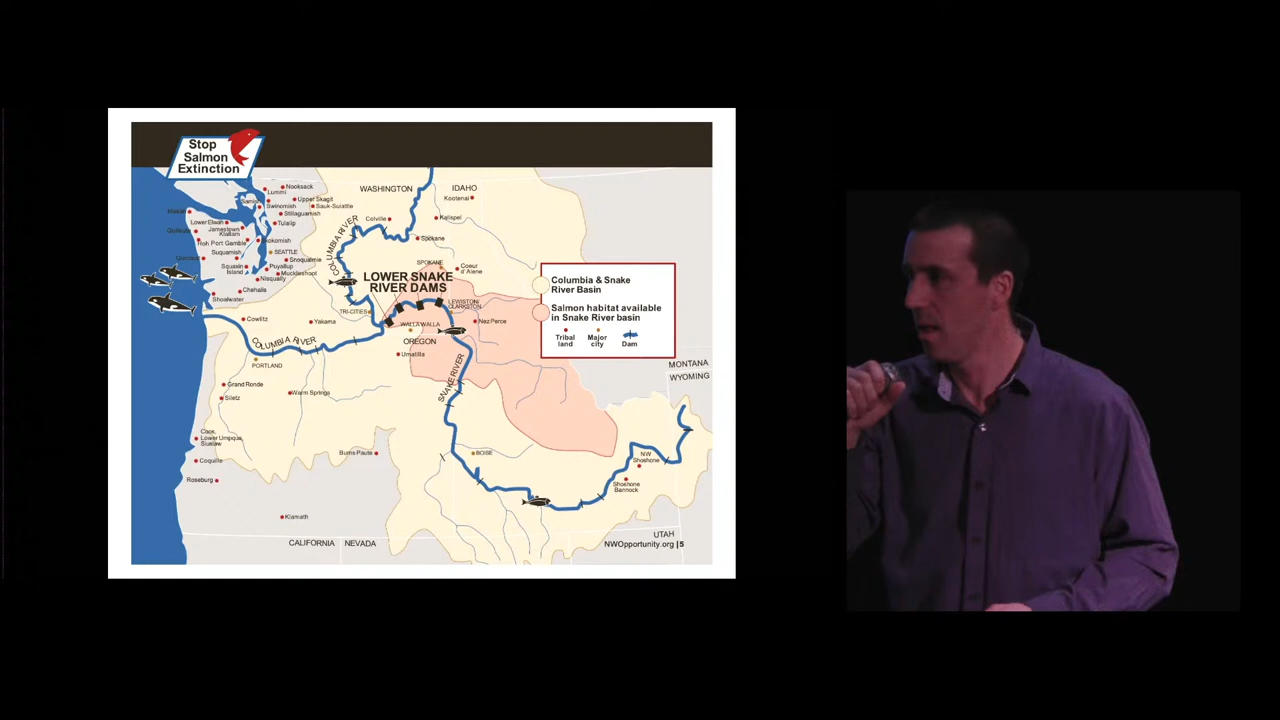 Stop
Salmon
Extinction
WASHINGTON
IDAHO
Kootenai
Nooksack
Lummi
Upper Skagit
Swinomish
Sauk-Suiattle
Stillaguamish
Makah
Lower Elwha
Tulalip
Colville
Kalispel
Jamestown
Klallam
Quileute
Hoh
Port Gamble
Skokomish
Spokane
COLUMBIA RIVER
Suquamish
SEATTLE
Snoqualmie
SPOKANE
Squaxin
Island
Puyallup
Muckleshoot
Nisqually
Coeur
d' Alene
LOWER SNAKE
RIVER DAMS
Columbia & Snake
River Basin
Salmon habitat available
in Snake River basin
Tribal
land
Major
city
Dam
Chehalis
Shoalwater
LEWISTON/
CLARKSTON
TRI-CITIES
Cowlitz
Yakama
WALLA WALLA
Nez Perce
COLUMBIA RIVER
OREGON
Umatilla
PORTLAND
MONTANA
WYOMING
SNAKE RIVER
Grand Ronde
Siletz
Warm Springs
Coos,
Lower Umpqua,
Siuslaw
Coquille
Burns Paiute
BOISE
NW
Shoshone
Roseburg
Shoshone
Bannock
Klamath
UTAH
CALIFORNIA
NEVADA
NWOpportunity.org | 5